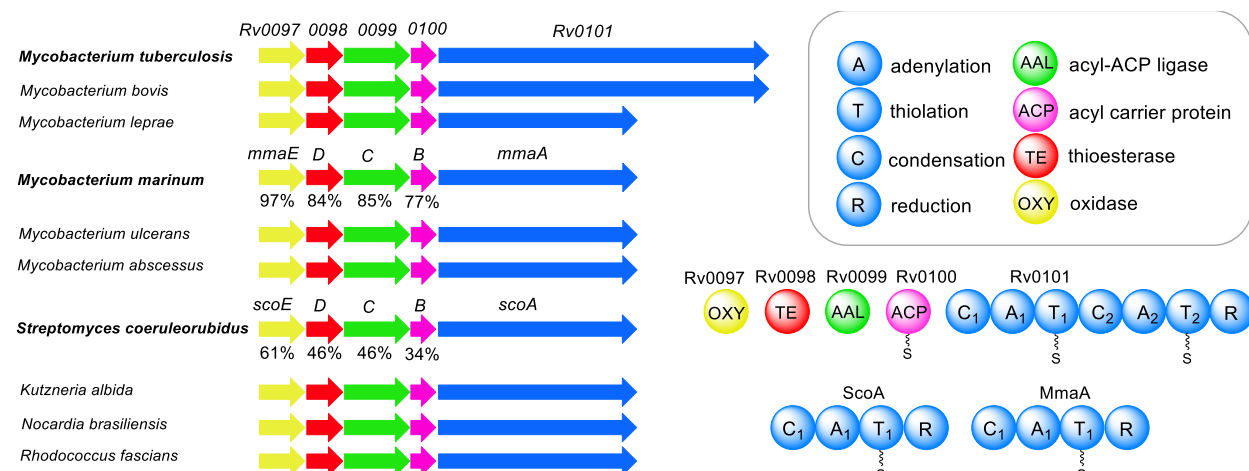 Rv0097 0098 0099 0100 Rv0101
Mycobacterium tuberculosis
Mycobacterium bovis
Mycobacterium leprae
mmaE D C B mmaA
Mycobacterium marinum
97% 84% 85% 77%
Mycobacterium ulcerans
Mycobacterium abscessus
scoE D C B scoA
Streptomyces coeruleorubidus
61% 46% 46% 34%
Kutzneria albida
Nocardia brasiliensis
Rhodococcus fascians
A adenylation AAL acyl-ACP ligase
T thiolation ACP acyl carrier protein
C condensation TE thioesterase
R reduction OXY oxidase
Rv0097 Rv0098 Rv0099 Rv0100 Rv0101
OXY TE AAL ACP C1 A1 T1 C2 A2 T2 R
S S S
ScoA MmaA
C1 A1 T1 R C1 A1 T1 R
S S